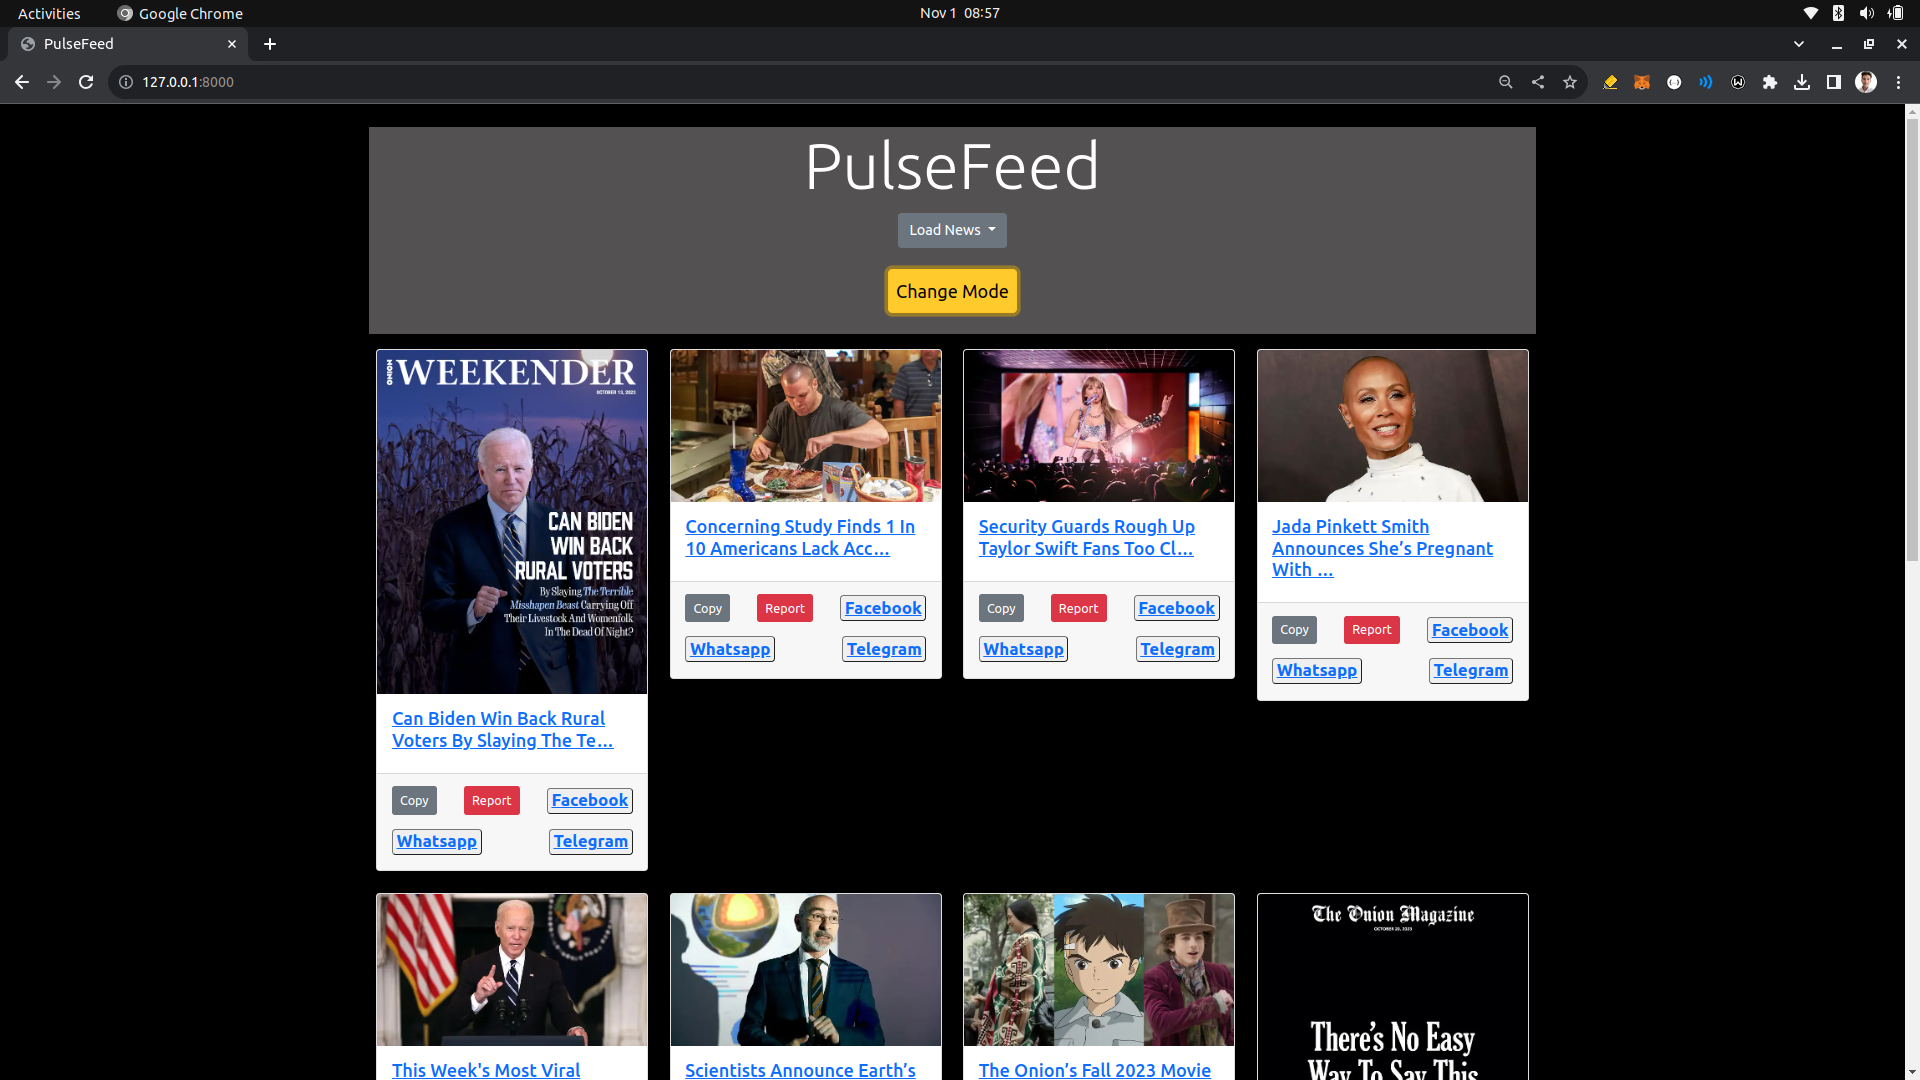 Activities
Google Chrome
Nov 1 08:57
PulseFeed
127.0.0.1:8000
PulseFeed
Load News
Change Mode
ONION
WEEKENDER
OCTOBER 13, 2023
CAN BIDEN
WIN BACK
RURAL VOTERS
By Slaying The Terrible
Misshapen Beast Carrying Off
Their Livestock And Womenfolk
In The Dead Of Night?
Can Biden Win Back Rural
Voters By Slaying The Te...
Copy
Report
Facebook
Whatsapp
Telegram
Concerning Study Finds 1 In
10 Americans Lack Acc...
Copy
Report
Facebook
Whatsapp
Telegram
Security Guards Rough Up
Taylor Swift Fans Too Cl...
Copy
Report
Facebook
Whatsapp
Telegram
Jada Pinkett Smith
Announces She’s Pregnant
With ...
Copy
Report
Facebook
Whatsapp
Telegram
This Week's Most Viral
Scientists Announce Earth’s
The Onion’s Fall 2023 Movie
The Onion Magazine
There's No Easy
Way To Say This